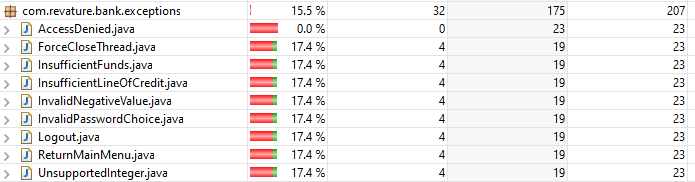 com.revature.bank.exceptions 15.5 % 32 175 207
AccessDenied.java 0.0 % 0 23 23
ForceCloseThread.java 17.4 % 4 19 23
InsufficientFunds.java 17.4 % 4 19 23
InsufficientLineOfCredit.java 17.4 % 4 19 23
InvalidNegativeValue.java 17.4 % 4 19 23
InvalidPasswordChoice.java 17.4 % 4 19 23
Logout.java 17.4 % 4 19 23
ReturnMainMenu.java 17.4 % 4 19 23
UnsupportedInteger.java 17.4 % 4 19 23